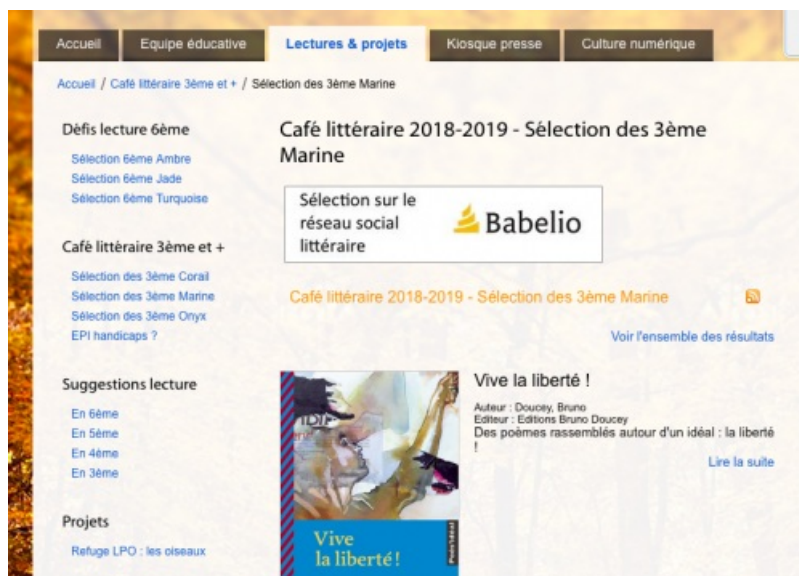 Accueil
Equipe éducative
Lectures & projets
Kiosque presse
Culture numérique
Accueil / Café littéraire 3ème et + / Sélection des 3ème Marine
Défis lecture 6ème
Sélection 6ème Ambre
Sélection 6ème Jade
Sélection 6ème Turquoise
Café littéraire 3ème et +
Sélection des 3ème Corail
Sélection des 3ème Marine
Sélection des 3ème Onyx
EPI handicaps ?
Suggestions lecture
En 6ème
En 5ème
En 4ème
En 3ème
Projets
Refuge LPO : les oiseaux
Café littéraire 2018-2019 - Sélection des 3ème
Marine
Sélection sur le
réseau social
littéraire
Babelio
Café littéraire 2018-2019 - Sélection des 3ème Marine
Voir l'ensemble des résultats
Vive
la liberté !
Vive la liberté !
Auteur : Doucey, Bruno
Editeur : Editions Bruno Doucey
Des poèmes rassemblés autour d'un idéal : la liberté
!
Lire la suite